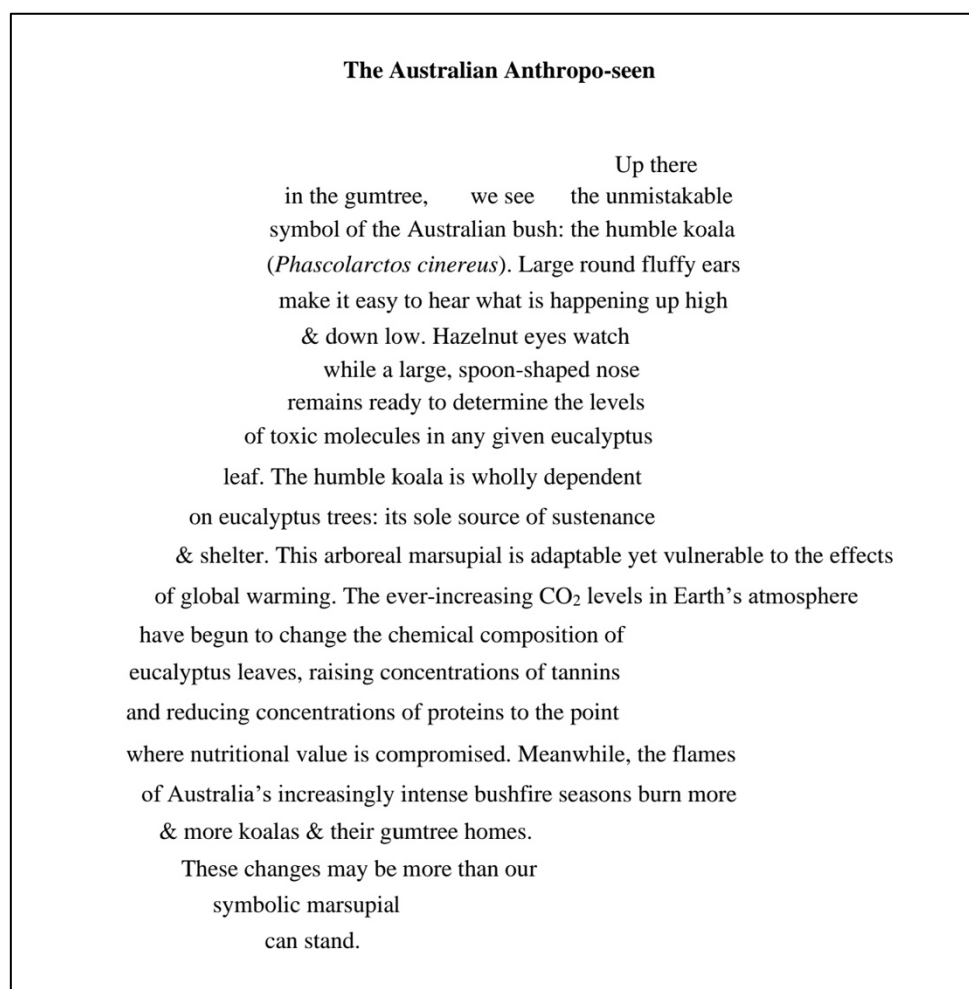 The Australian Anthropo-seen
Up there
in the gumtree, we see the unmistakable
symbol of the Australian bush: the humble koala
(Phascolarctos cinereus). Large round fluffy ears
make it easy to hear what is happening up high
& down low. Hazelnut eyes watch
while a large, spoon-shaped nose
remains ready to determine the levels
of toxic molecules in any given eucalyptus
leaf. The humble koala is wholly dependent
on eucalyptus trees: its sole source of sustenance
& shelter. This arboreal marsupial is adaptable yet vulnerable to the effects
of global warming. The ever-increasing CO₂ levels in Earth’s atmosphere
have begun to change the chemical composition of
eucalyptus leaves, raising concentrations of tannins
and reducing concentrations of proteins to the point
where nutritional value is compromised. Meanwhile, the flames
of Australia’s increasingly intense bushfire seasons burn more
& more koalas & their gumtree homes.
These changes may be more than our
symbolic marsupial
can stand.